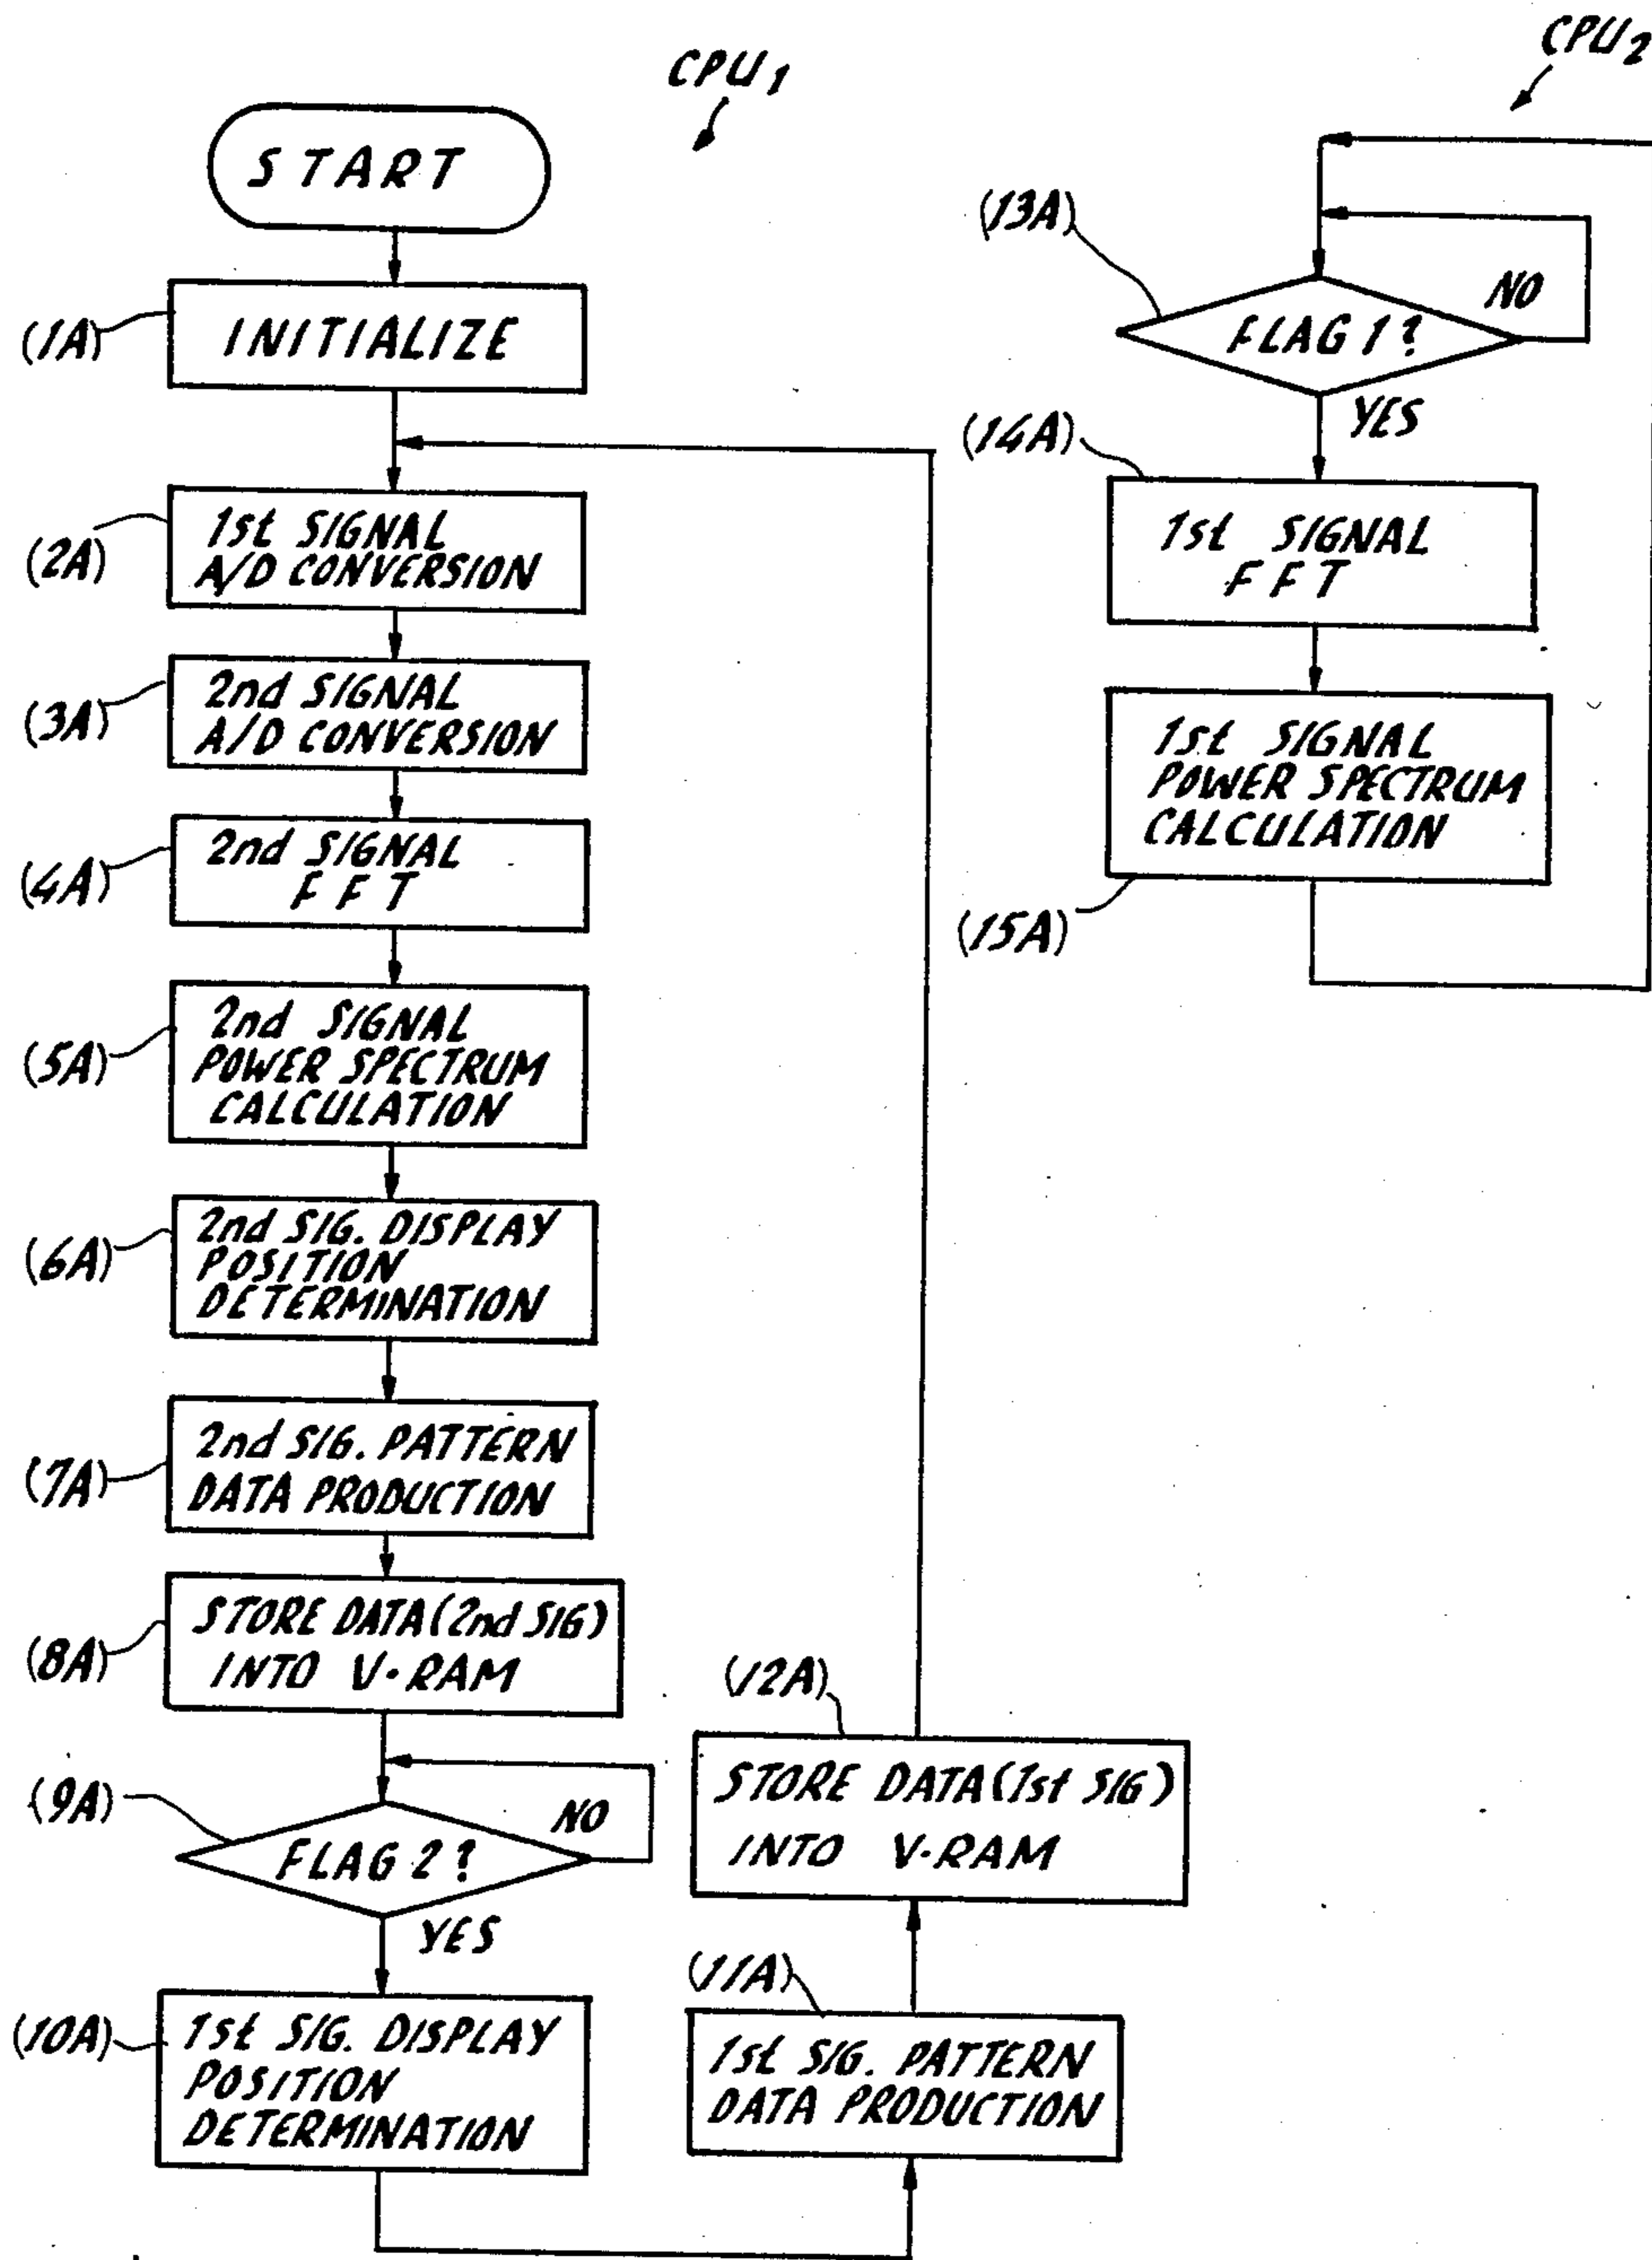 CPU1
START
(1A)
INITIALIZE
(2A)
1st SIGNAL
A/D CONVERSION
(3A)
2nd SIGNAL
A/D CONVERSION
(4A)
2nd SIGNAL
FFT
(5A)
2nd SIGNAL
POWER SPECTRUM
CALCULATION
(6A)
2nd SIG. DISPLAY
POSITION
DETERMINATION
(7A)
2nd SIG. PATTERN
DATA PRODUCTION
(8A)
STORE DATA(2nd SIG)
INTO V·RAM
(9A)
FLAG 2?
NO
YES
(10A)
1st SIG. DISPLAY
POSITION
DETERMINATION
(11A)
1st SIG. PATTERN
DATA PRODUCTION
(12A)
STORE DATA(1st SIG)
INTO V·RAM
CPU2
(13A)
FLAG 1?
NO
YES
(14A)
1st SIGNAL
FFT
(15A)
1st SIGNAL
POWER SPECTRUM
CALCULATION